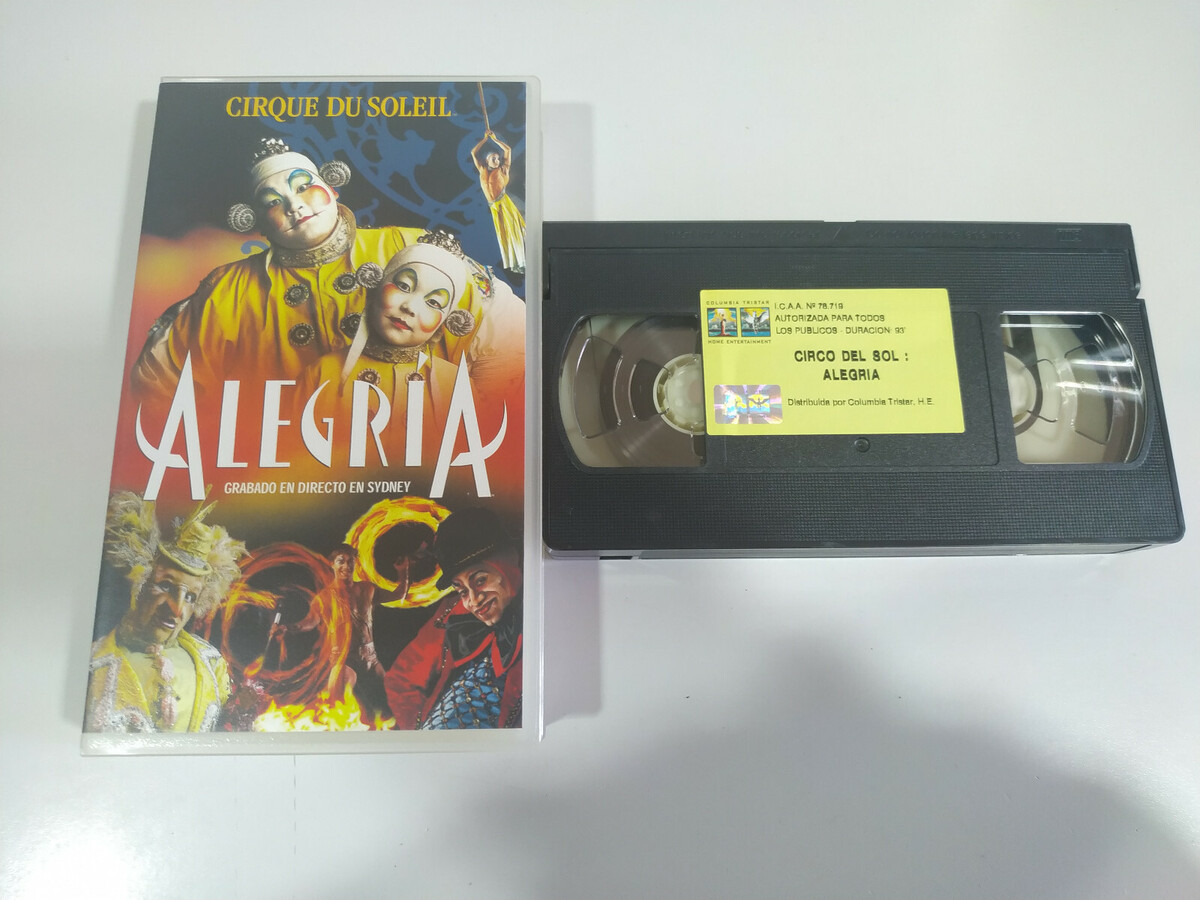 CIRQUE DU SOLEIL
ALEGRIA
GRABADO EN DIRECTO EN SYDNEY
COLUMBIA TRISTAR
HOME ENTERTAINMENT
I.C.A.A. Nº 78.719
AUTORIZADA PARA TODOS
LOS PUBLICOS - DURACION: 93'
CIRCO DEL SOL :
ALEGRIA
Distribuida por Columbia Tristar, H.E.